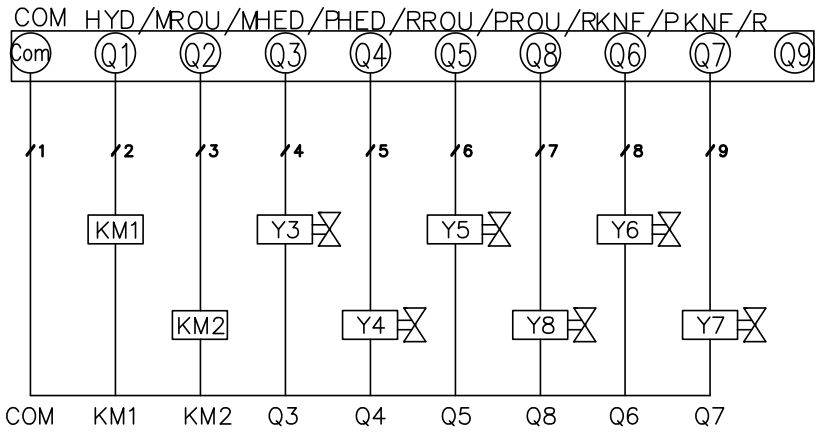 COM HYD/M ROU/M HED/P HED/R ROU/P ROU/R KNF/P KNF/R
Com Q1 Q2 Q3 Q4 Q5 Q8 Q6 Q7 Q9
1 2 3 4 5 6 7 8 9
KM1 Y3 Y5 Y6
KM2 Y4 Y8 Y7
COM KM1 KM2 Q3 Q4 Q5 Q8 Q6 Q7